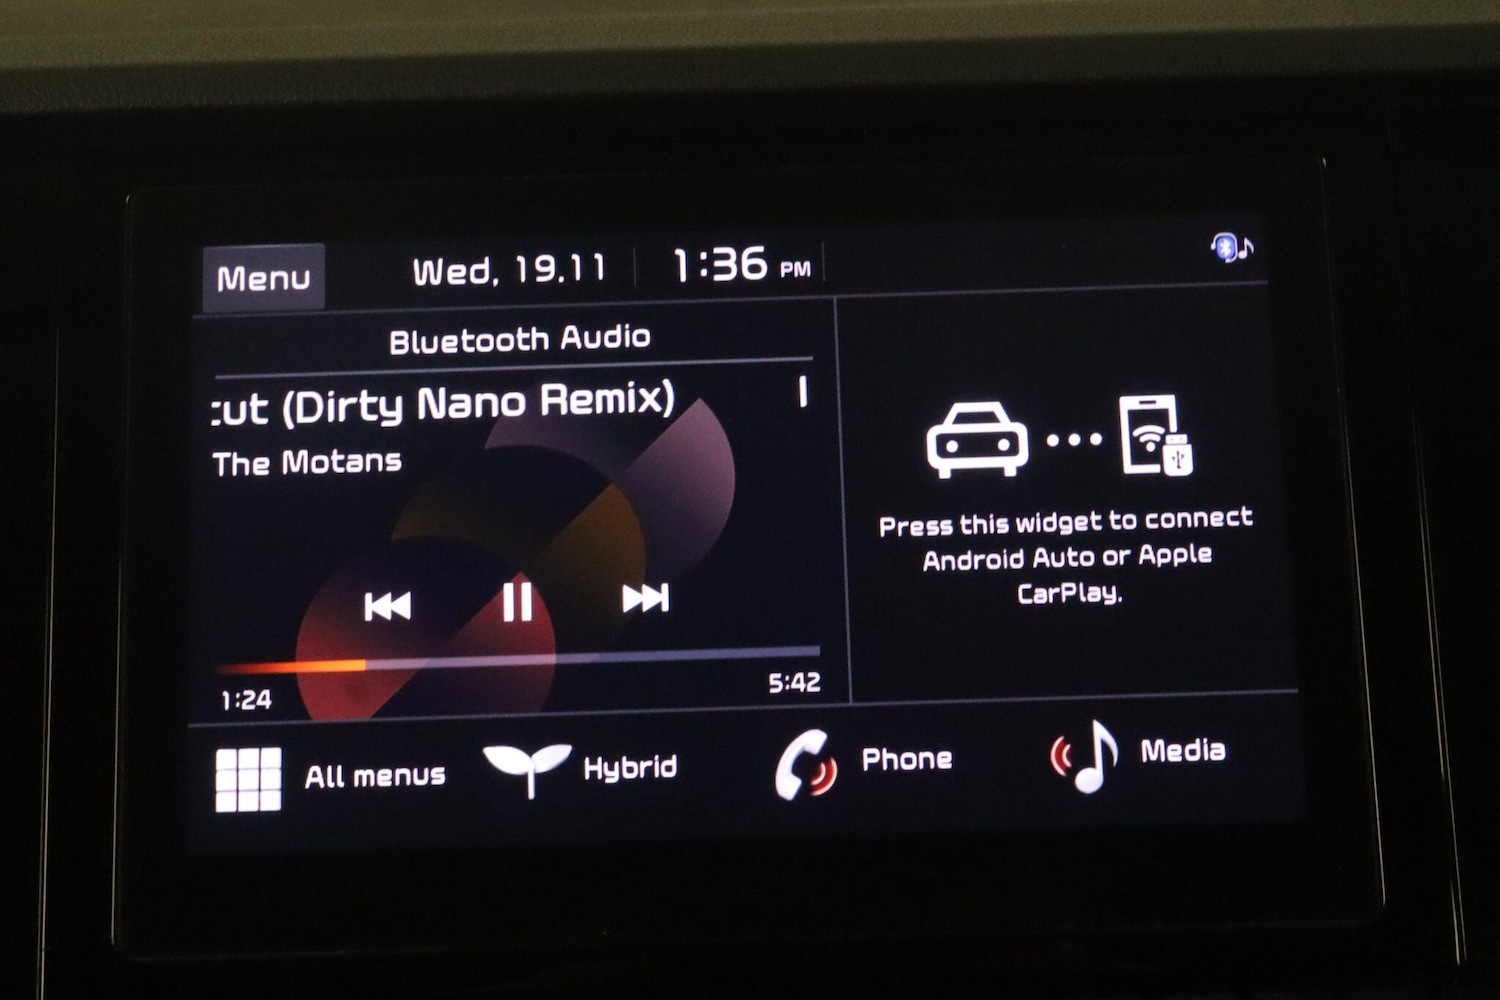 Menu Wed, 19.11 1:36 PM
Bluetooth Audio
ut (Dirty Nano Remix)
The Motans
1:24 5:42
Press this widget to connect
Android Auto or Apple
CarPlay.
All menus Hybrid Phone Media